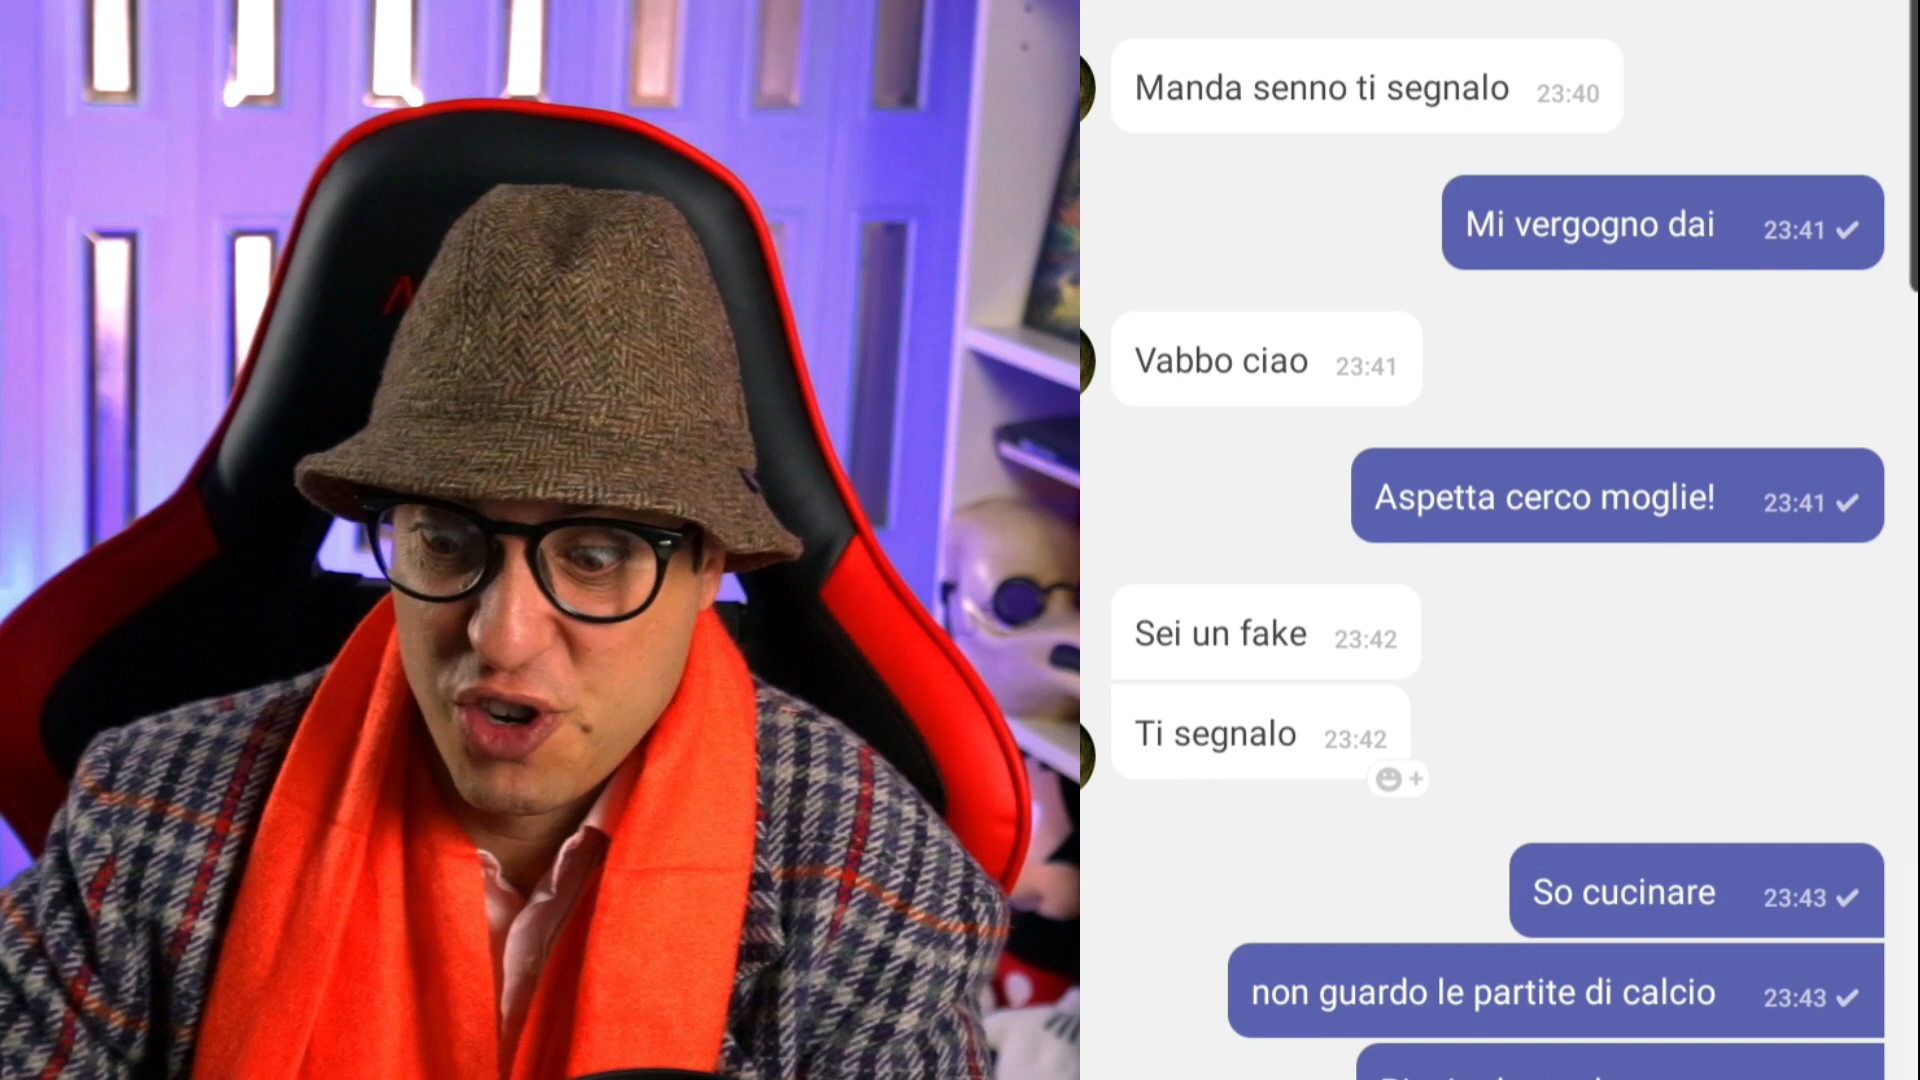 Manda senno ti segnalo 23:40
Mi vergogno dai 23:41
Vabbo ciao 23:41
Aspetta cerco moglie! 23:41
Sei un fake 23:42
Ti segnalo 23:42
So cucinare 23:43
non guardo le partite di calcio 23:43